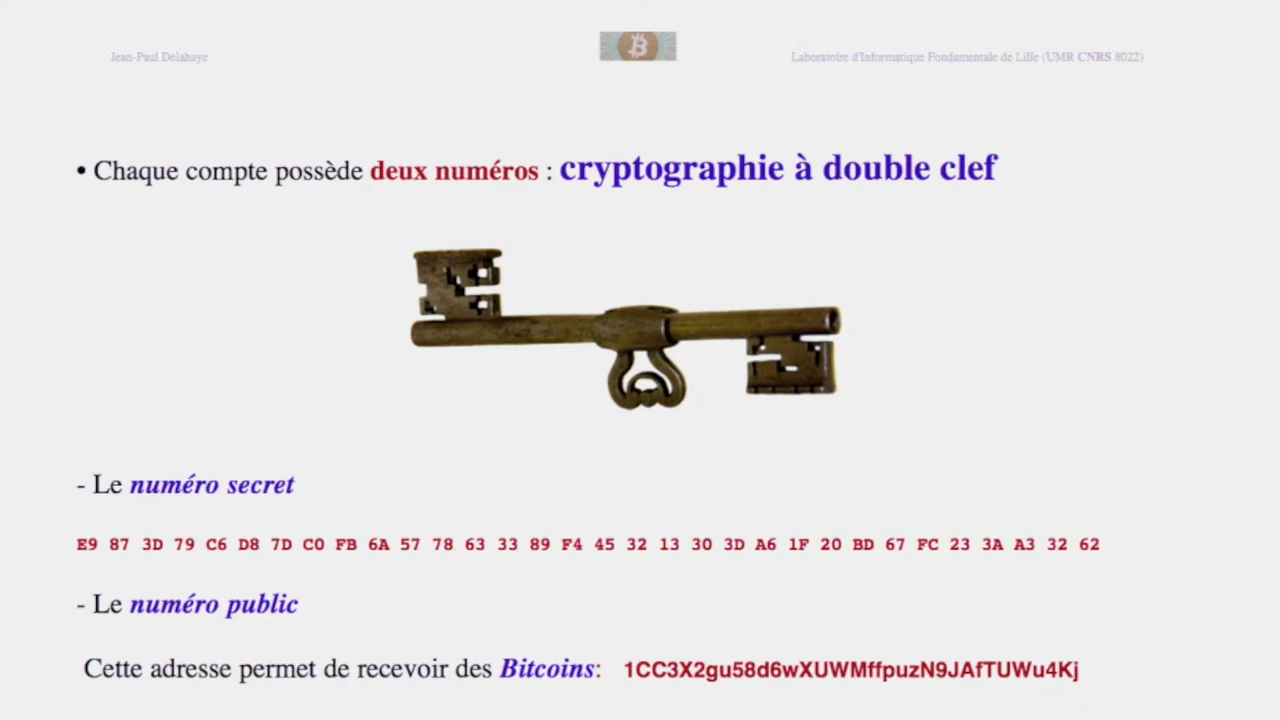 Jean-Paul Delahaye
Laboratoire d'Informatique Fondamentale de Lille (UMR CNRS 8022)
• Chaque compte possède deux numéros : cryptographie à double clef
- Le numéro secret
E9 87 3D 79 C6 D8 7D C0 FB 6A 57 78 63 33 89 F4 45 32 13 30 3D A6 1F 20 BD 67 FC 23 3A A3 32 62
- Le numéro public
Cette adresse permet de recevoir des Bitcoins: 1CC3X2gu58d6wXUWMffpuzN9JAfTUWu4Kj